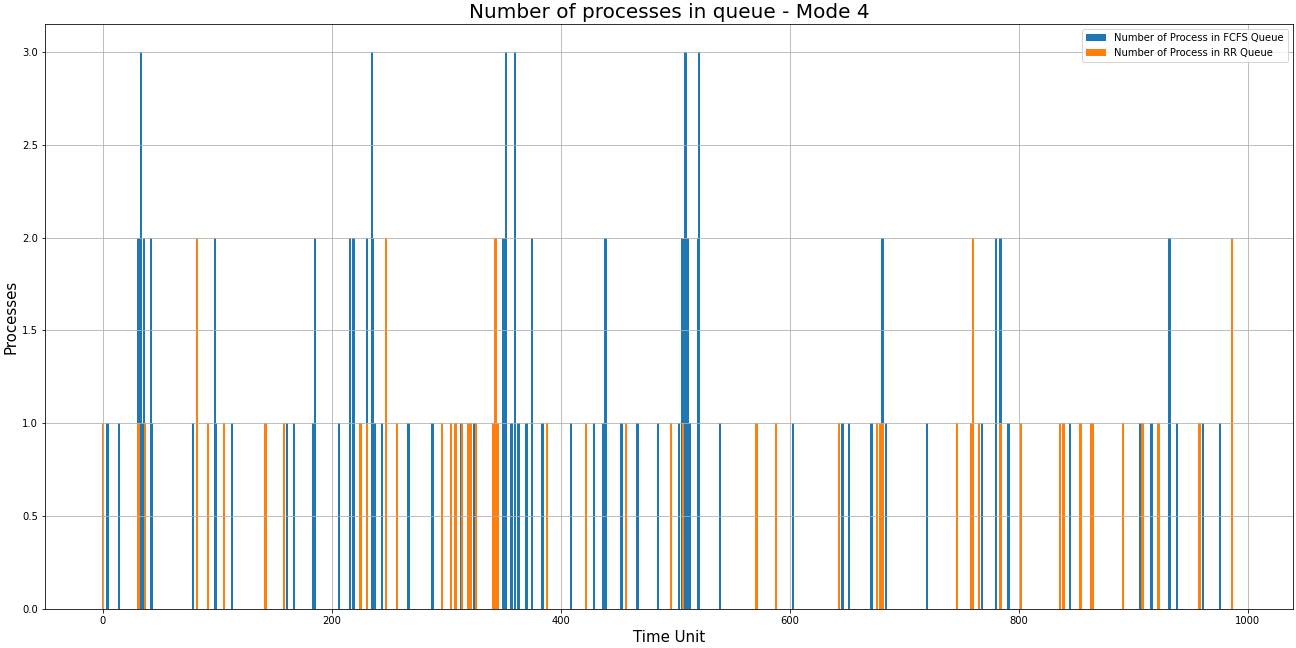 Number of processes in queue - Mode 4
Number of Process in FCFS Queue
Number of Process in RR Queue
3.0
2.5
2.0
1.5
1.0
0.5
0.0
Processes
0 200 400 600 800 1000
Time Unit